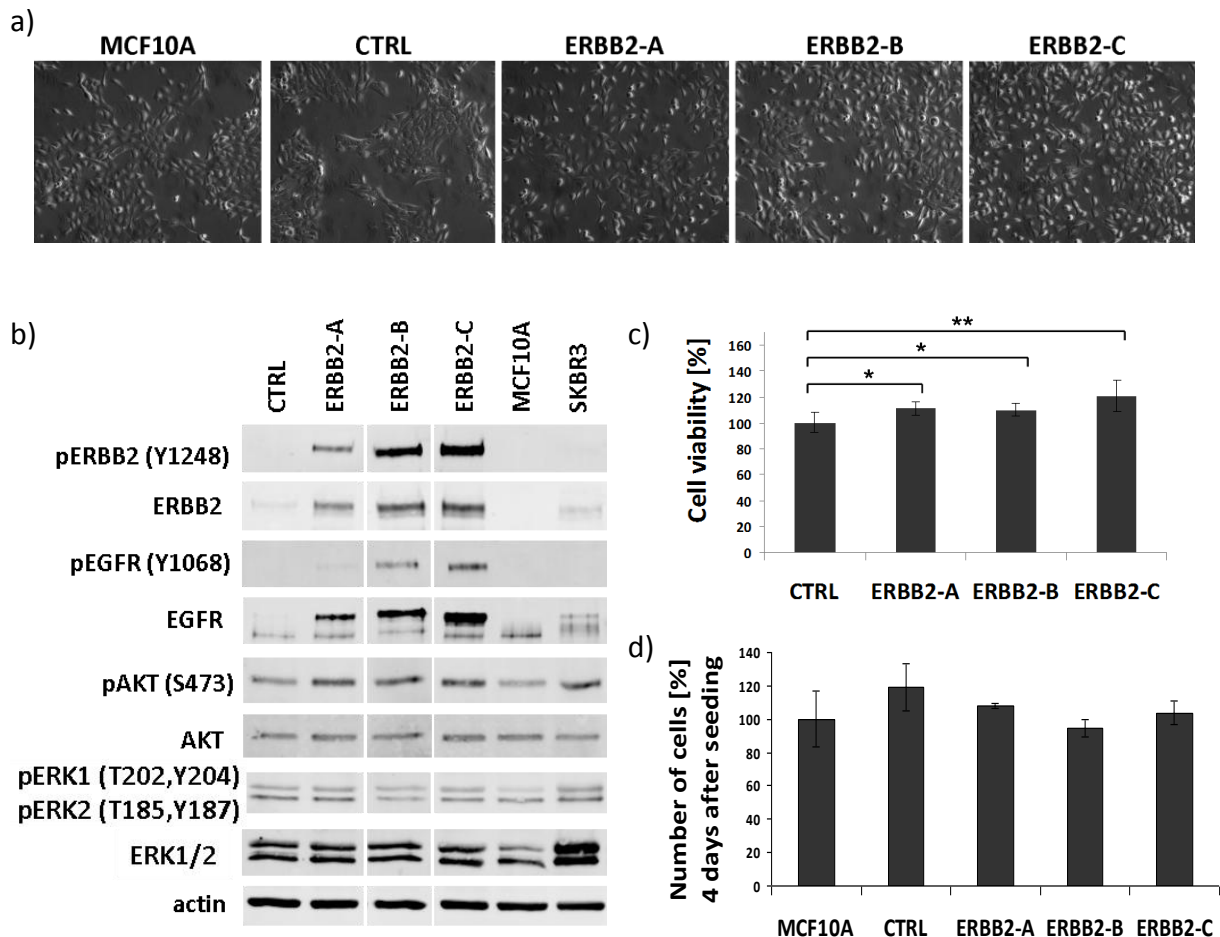 a)
MCF10A CTRL ERBB2-A ERBB2-B ERBB2-C
b)
CTRL ERBB2-A ERBB2-B ERBB2-C MCF10A SKBR3
pERBB2 (Y1248)
ERBB2
pEGFR (Y1068)
EGFR
pAKT (S473)
AKT
pERK1 (T202,Y204)
pERK2 (T185,Y187)
ERK1/2
actin
c)
**
*
*
Cell viability [%]
160
140
120
100
80
60
40
20
0
CTRL ERBB2-A ERBB2-B ERBB2-C
d)
Number of cells [%]
4 days after seeding
140
120
100
80
60
40
20
0
MCF10A CTRL ERBB2-A ERBB2-B ERBB2-C